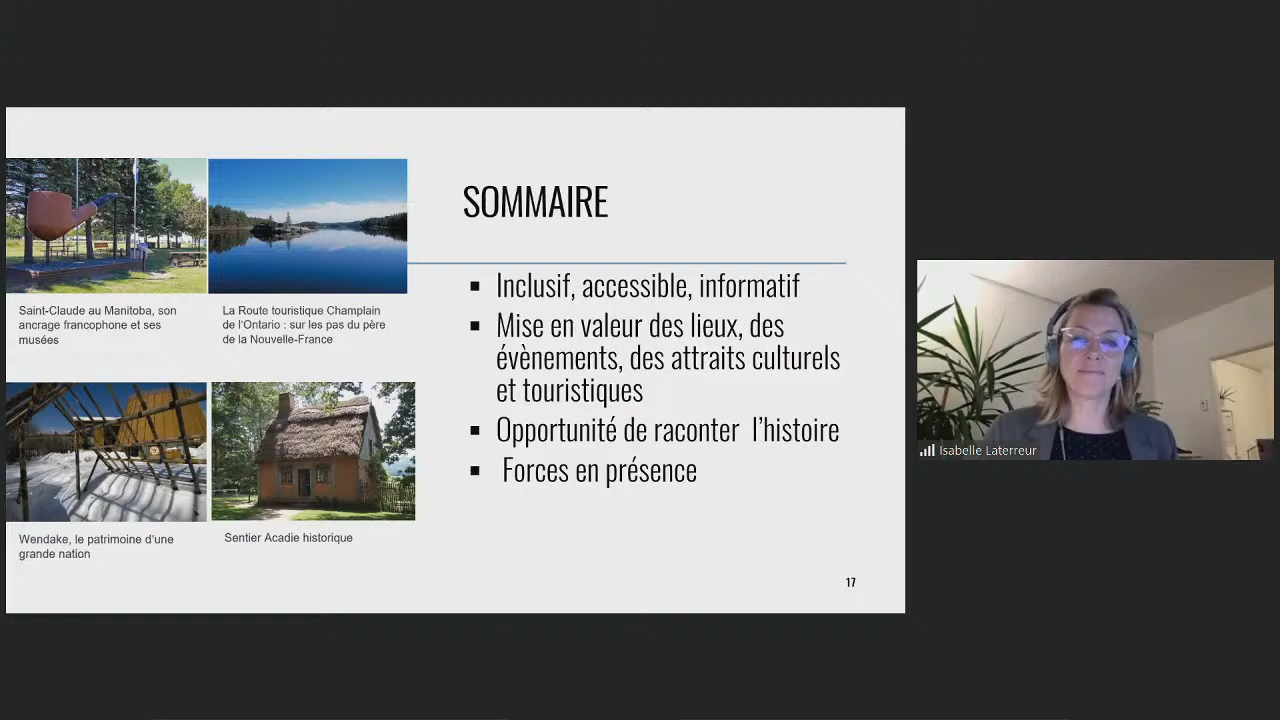 SOMMAIRE
▪ Inclusif, accessible, informatif
▪ Mise en valeur des lieux, des
évènements, des attraits culturels
et touristiques
▪ Opportunité de raconter l'histoire
▪ Forces en présence
Saint-Claude au Manitoba, son
ancrage francophone et ses
musées
La Route touristique Champlain
de l'Ontario : sur les pas du père
de la Nouvelle-France
Wendake, le patrimoine d'une
grande nation
Sentier Acadie historique
17
Isabelle Laterreur